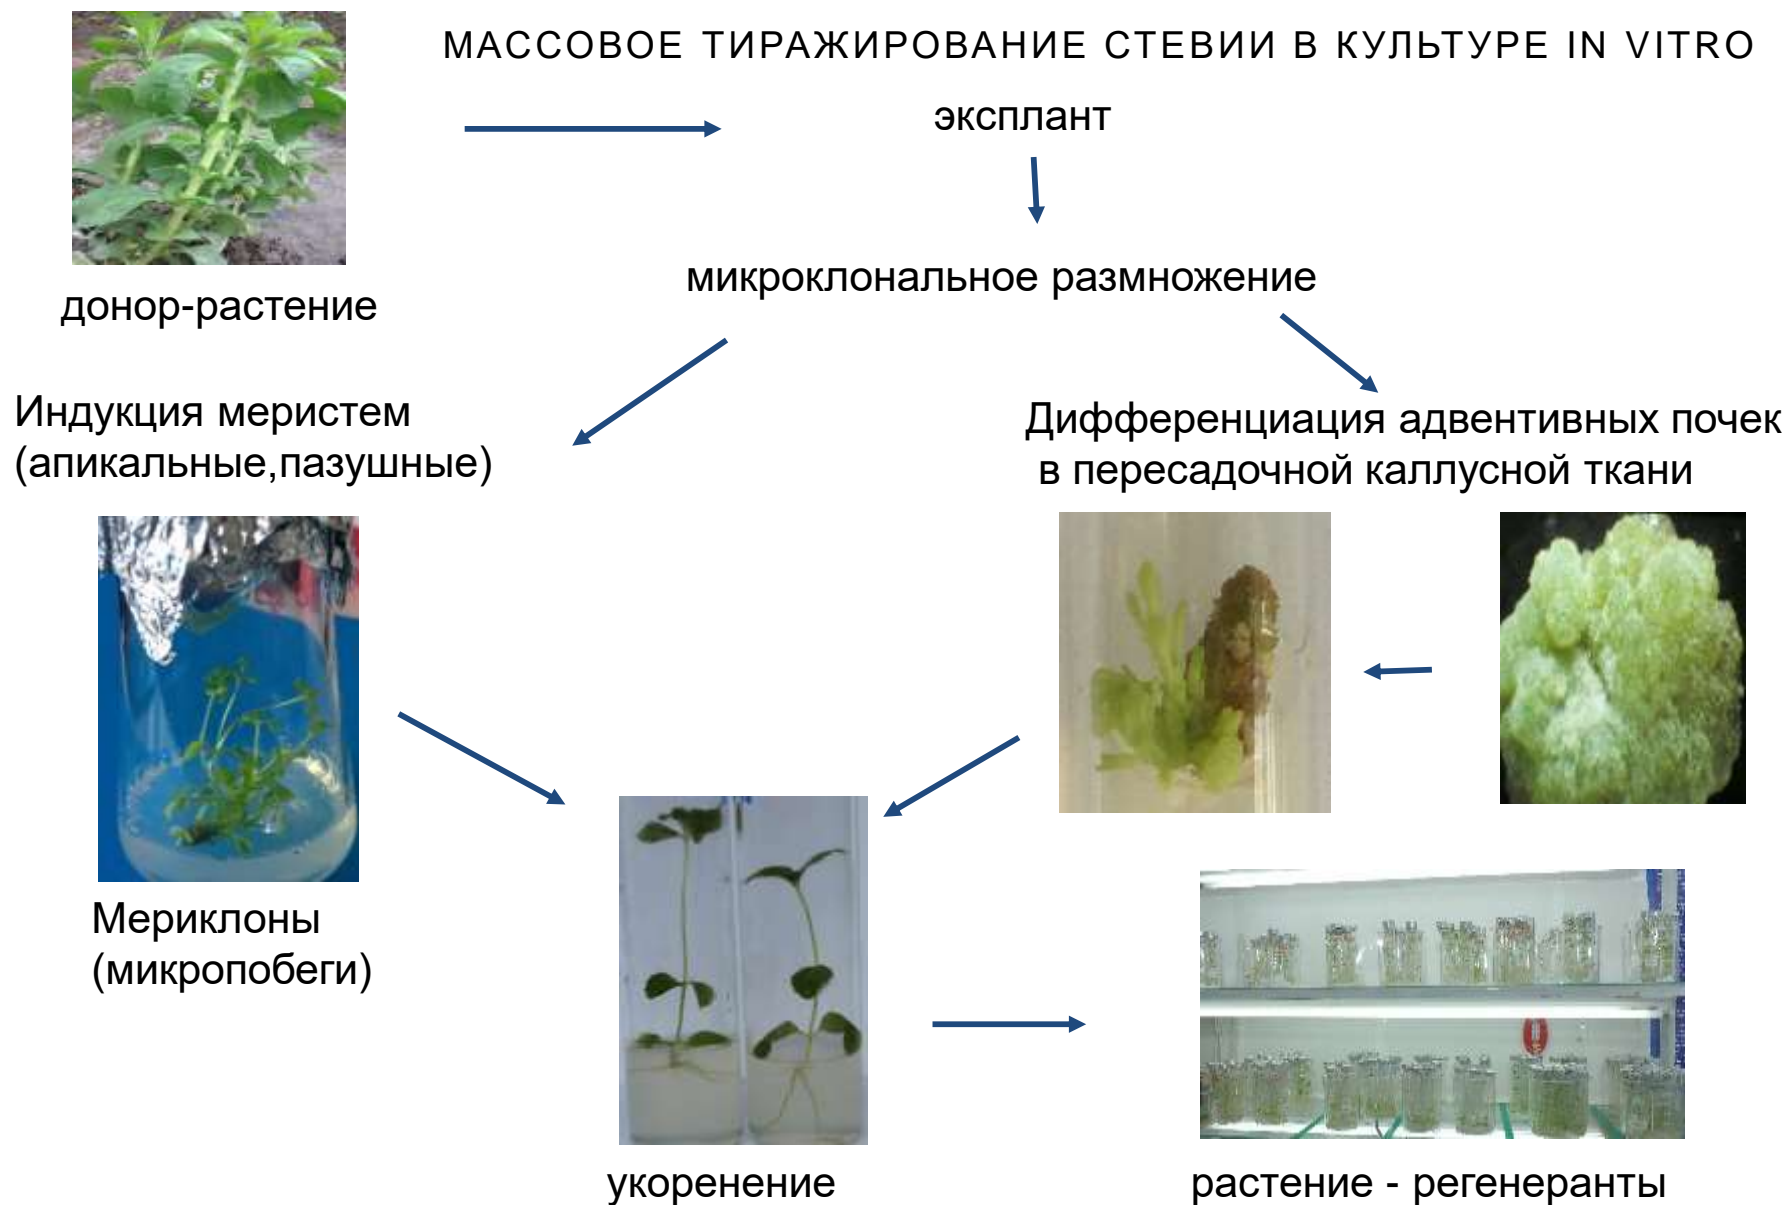 МАССОВОЕ ТИРАЖИРОВАНИЕ СТЕВИИ В КУЛЬТУРЕ IN VITRO
эксплант
микроклональное размножение
донор-растение
Индукция меристем
(апикальные,пазушные)
Дифференциация адвентивных почек
в пересадочной каллусной ткани
Мериклоны
(микропобеги)
укоренение
растение - регенеранты